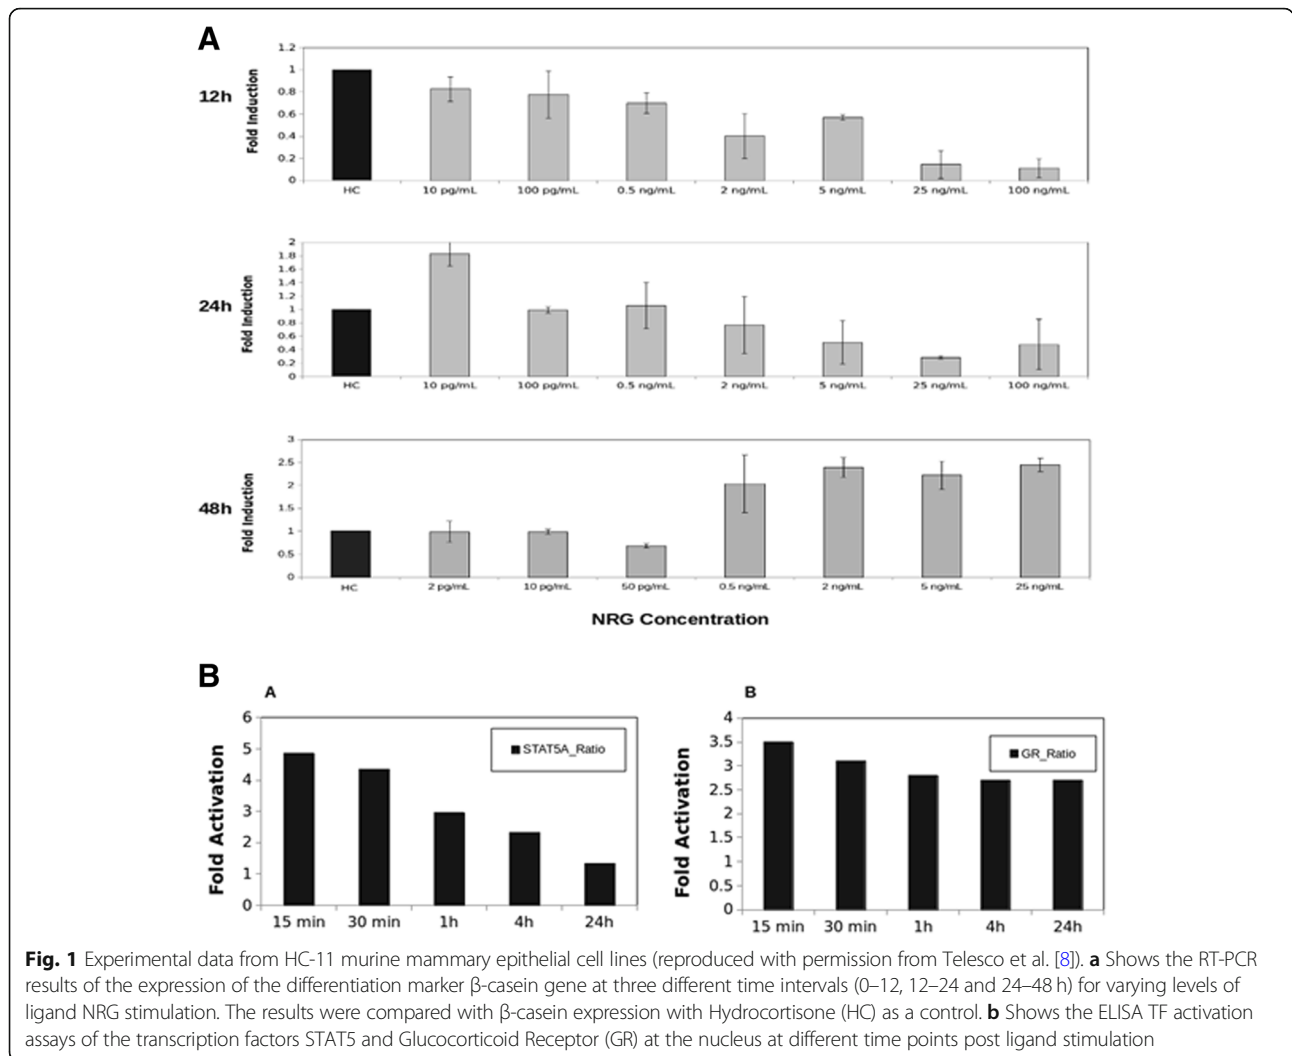 A
12h
Fold Induction
1.2
1
0.8
0.6
0.4
0.2
0
HC 10 pg/mL 100 pg/mL 0.5 ng/mL 2 ng/mL 5 ng/mL 25 ng/mL 100 ng/mL
24h
Fold Induction
2
1.8
1.6
1.4
1.2
1
0.8
0.6
0.4
0.2
0
HC 10 pg/mL 100 pg/mL 0.5 ng/mL 2 ng/mL 5 ng/mL 25 ng/mL 100 ng/mL
48h
Fold Induction
3
2.5
2
1.5
1
0.5
0
HC 2 pg/mL 10 pg/mL 50 pg/mL 0.5 ng/mL 2 ng/mL 5 ng/mL 25 ng/mL
NRG Concentration
B
A
Fold Activation
6
5
4
3
2
1
0
STAT5A_Ratio
15 min 30 min 1h 4h 24h
B
Fold Activation
4
3.5
3
2.5
2
1.5
1
0.5
0
GR_Ratio
15 min 30 min 1h 4h 24h
Fig. 1 Experimental data from HC-11 murine mammary epithelial cell lines (reproduced with permission from Telesco et al. [8]). a Shows the RT-PCR
results of the expression of the differentiation marker β-casein gene at three different time intervals (0–12, 12–24 and 24–48 h) for varying levels of
ligand NRG stimulation. The results were compared with β-casein expression with Hydrocortisone (HC) as a control. b Shows the ELISA TF activation
assays of the transcription factors STAT5 and Glucocorticoid Receptor (GR) at the nucleus at different time points post ligand stimulation